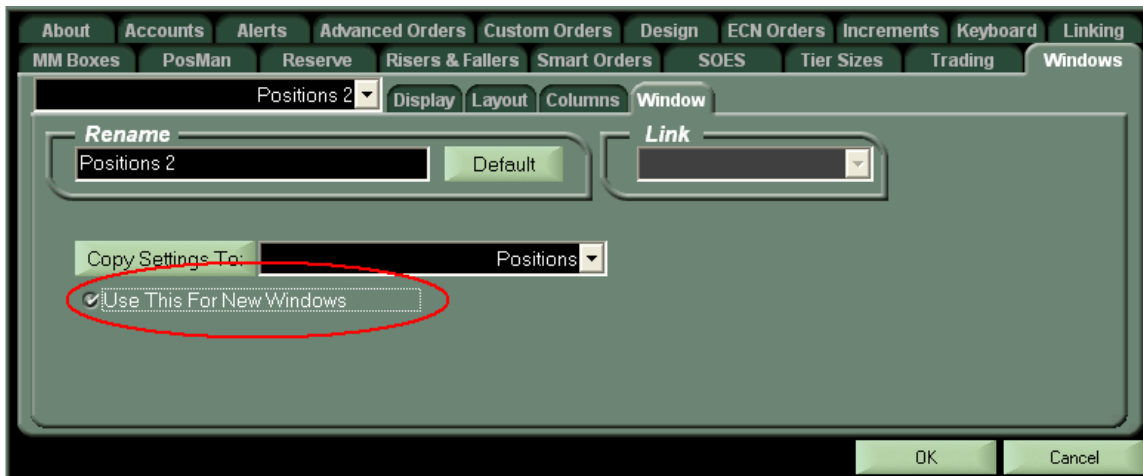 About Accounts Alerts Advanced Orders Custom Orders Design ECN Orders Increments Keyboard Linking
MM Boxes PosMan Reserve Risers & Fallers Smart Orders SOES Tier Sizes Trading Windows
Positions 2 Display Layout Columns Window
Rename Link
Positions 2 Default
Copy Settings To: Positions
Use This For New Windows
OK Cancel